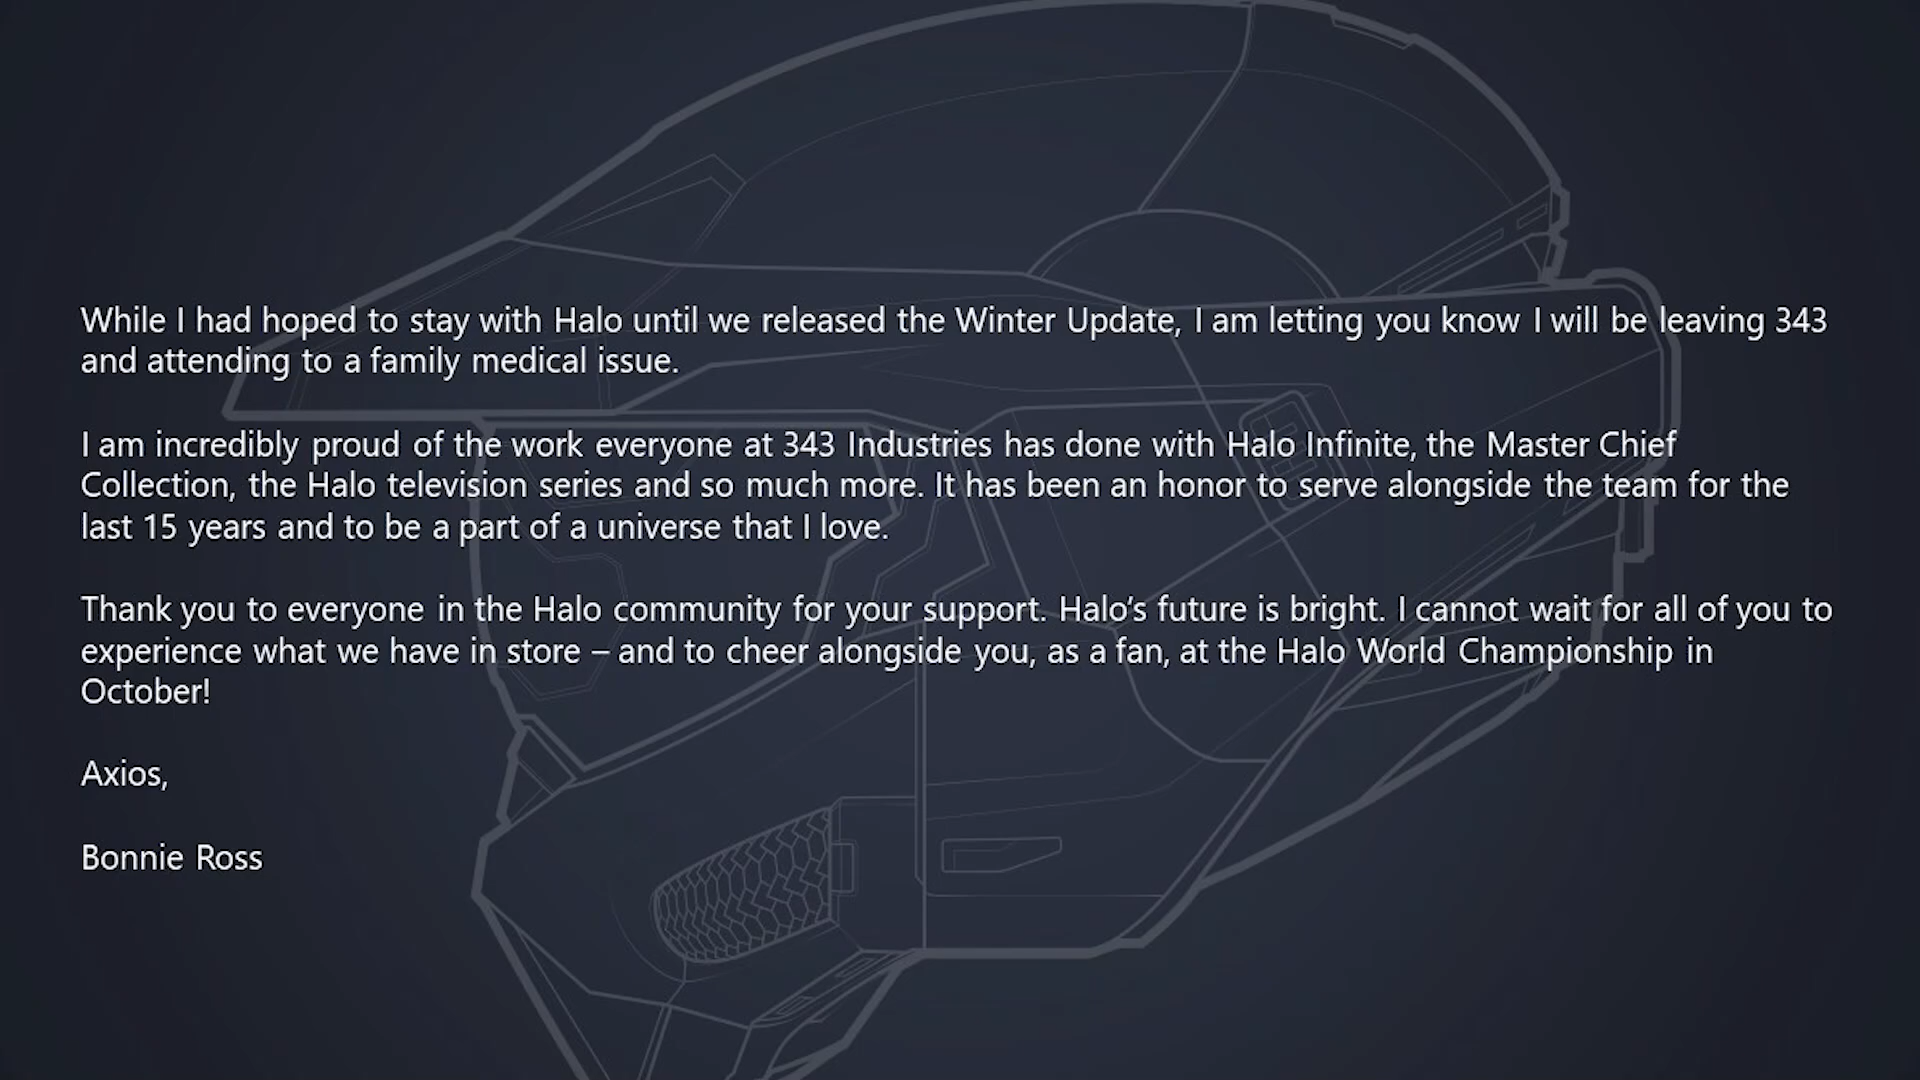 While I had hoped to stay with Halo until we released the Winter Update, I am letting you know I will be leaving 343
and attending to a family medical issue.
I am incredibly proud of the work everyone at 343 Industries has done with Halo Infinite, the Master Chief
Collection, the Halo television series and so much more. It has been an honor to serve alongside the team for the
last 15 years and to be a part of a universe that I love.
Thank you to everyone in the Halo community for your support. Halo’s future is bright. I cannot wait for all of you to
experience what we have in store – and to cheer alongside you, as a fan, at the Halo World Championship in
October!
Axios,
Bonnie Ross